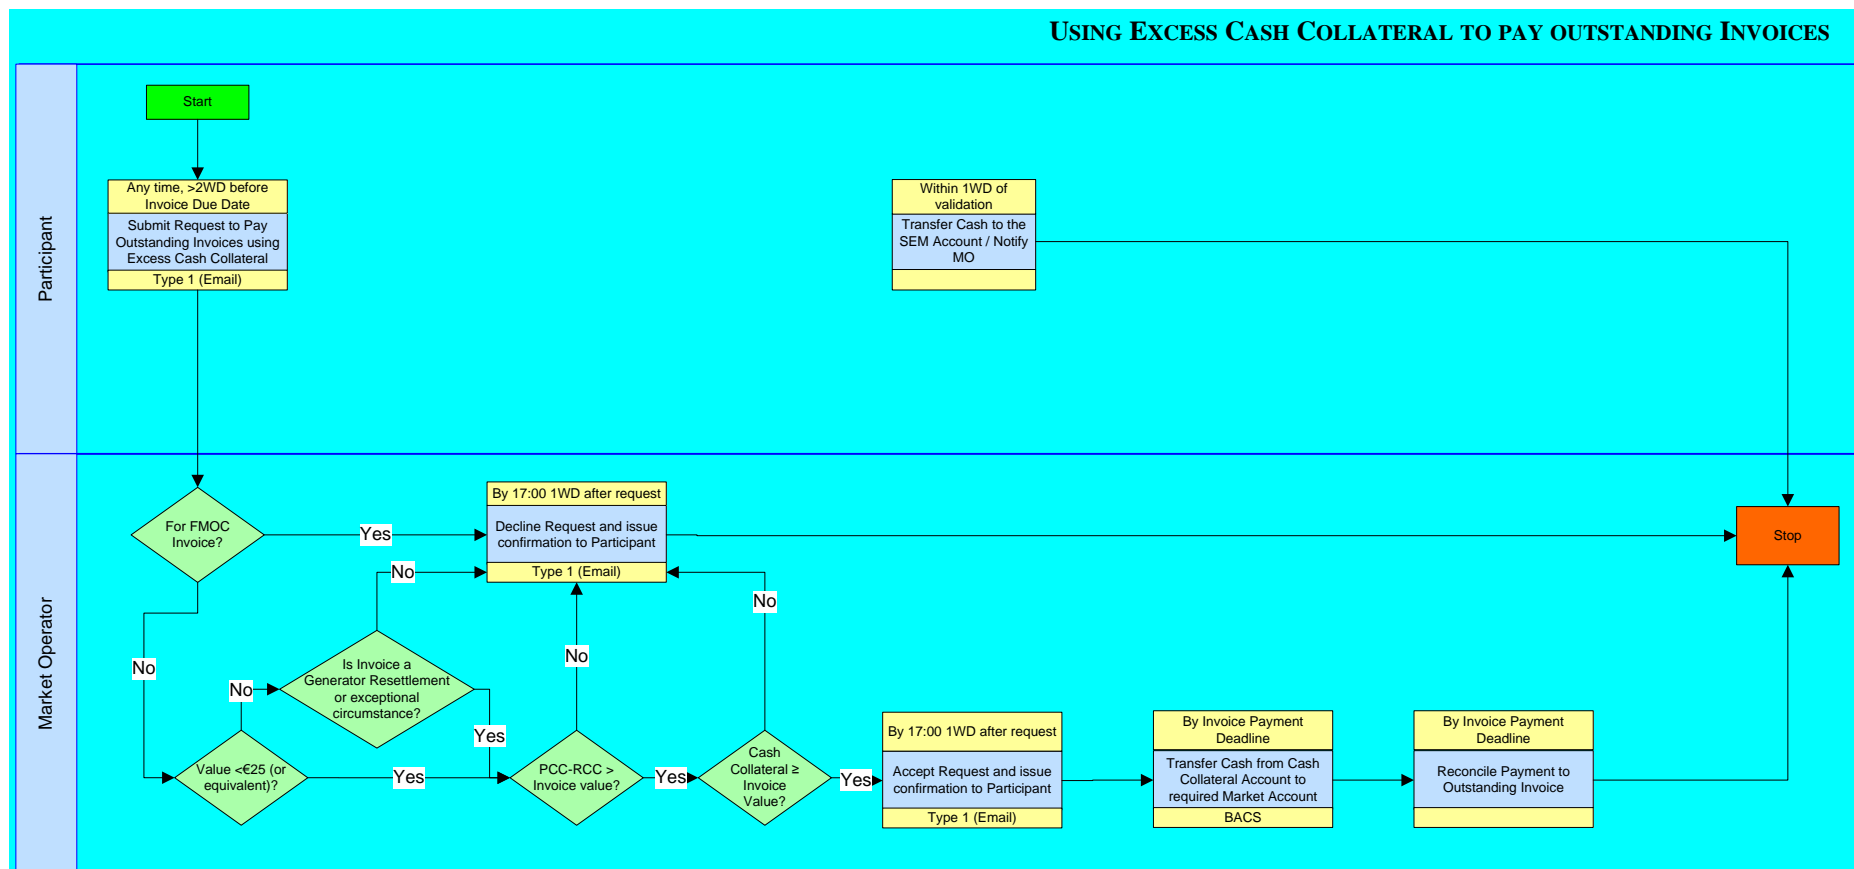 USING EXCESS CASH COLLATERAL TO PAY OUTSTANDING INVOICES
Participant
Start
Any time, >2WD before
Invoice Due Date
Submit Request to Pay
Outstanding Invoices using
Excess Cash Collateral
Type 1 (Email)
Within 1WD of
validation
Transfer Cash to the
SEM Account / Notify
MO
Market Operator
For FMOC
Invoice?
Yes
By 17:00 1WD after request
Decline Request and issue
confirmation to Participant
Type 1 (Email)
Stop
No
No
No
No
Is Invoice a
Generator Resettlement
or exceptional
circumstance?
No
Yes
Value <€25 (or
equivalent)?
Yes
PCC-RCC >
Invoice value?
Yes
Cash
Collateral ≥
Invoice
Value?
Yes
By 17:00 1WD after request
Accept Request and issue
confirmation to Participant
Type 1 (Email)
By Invoice Payment
Deadline
Transfer Cash from Cash
Collateral Account to
required Market Account
BACS
By Invoice Payment
Deadline
Reconcile Payment to
Outstanding Invoice